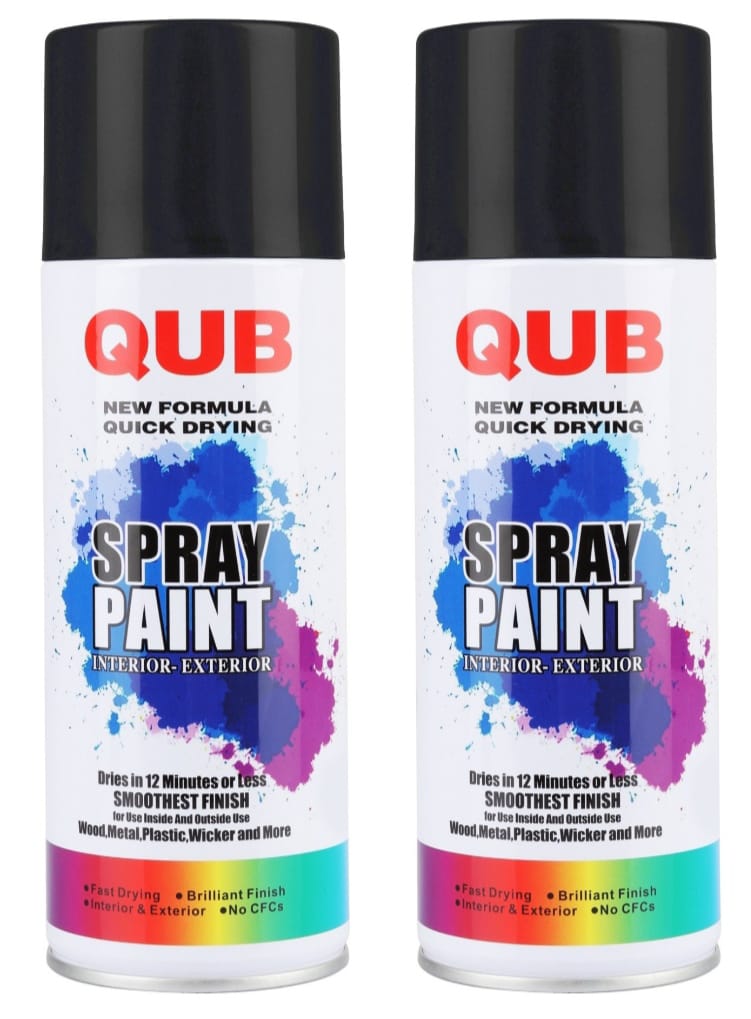 QUB
NEW FORMULA
QUICK DRYING
SPRAY
PAINT
INTERIOR-EXTERIOR
Dries in 12 Minutes or Less
SMOOTHEST FINISH
for Use Inside And Outside Use
Wood,Metal,Plastic,Wicker and More
•Fast Drying •Brilliant Finish
•Interior & Exterior •No CFCs
QUB
NEW FORMULA
QUICK DRYING
SPRAY
PAINT
INTERIOR-EXTERIOR
Dries in 12 Minutes or Less
SMOOTHEST FINISH
for Use Inside And Outside Use
Wood,Metal,Plastic,Wicker and More
•Fast Drying •Brilliant Finish
•Interior & Exterior •No CFCs